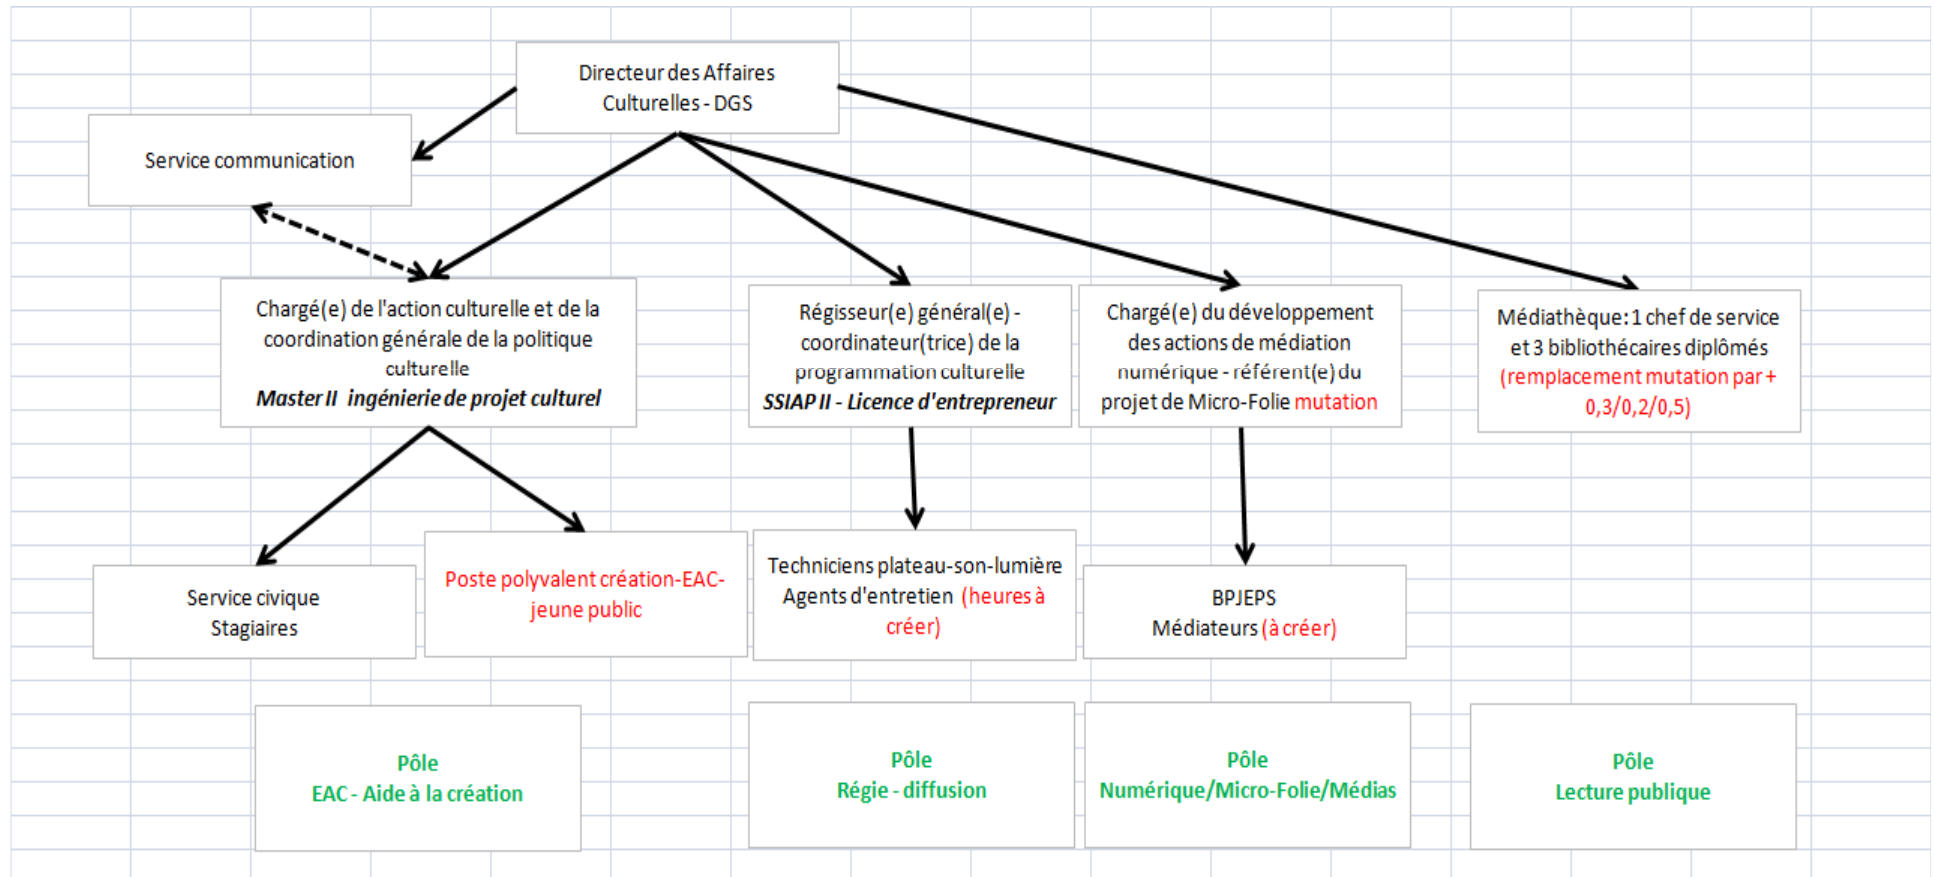 Directeur des Affaires
Culturelles - DGS
Service communication
Chargé(e) de l'action culturelle et de la
coordination générale de la politique
culturelle
Master II ingénierie de projet culturel
Régisseur(e) général(e) -
coordinateur(trice) de la
programmation culturelle
SSIAP II - Licence d'entrepreneur
Chargé(e) du développement
des actions de médiation
numérique - référent(e) du
projet de Micro-Folie mutation
Médiathèque: 1 chef de service
et 3 bibliothécaires diplômés
(remplacement mutation par +
0,3/0,2/0,5)
Service civique
Stagiaires
Poste polyvalent création-EAC-
jeune public
Techniciens plateau-son-lumière
Agents d'entretien (heures à
créer)
BPJEPS
Médiateurs (à créer)
Pôle
EAC - Aide à la création
Pôle
Régie - diffusion
Pôle
Numérique/Micro-Folie/Médias
Pôle
Lecture publique